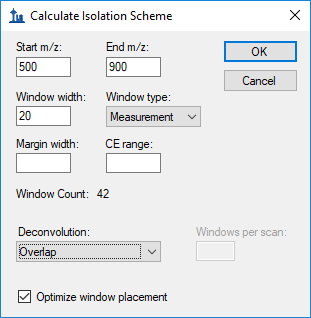 Calculate Isolation Scheme
Start m/z: End m/z:
500 900
OK
Cancel
Window width: Window type:
20 Measurement
Margin width: CE range:
Window Count: 42
Deconvolution: Windows per scan:
Overlap
Optimize window placement